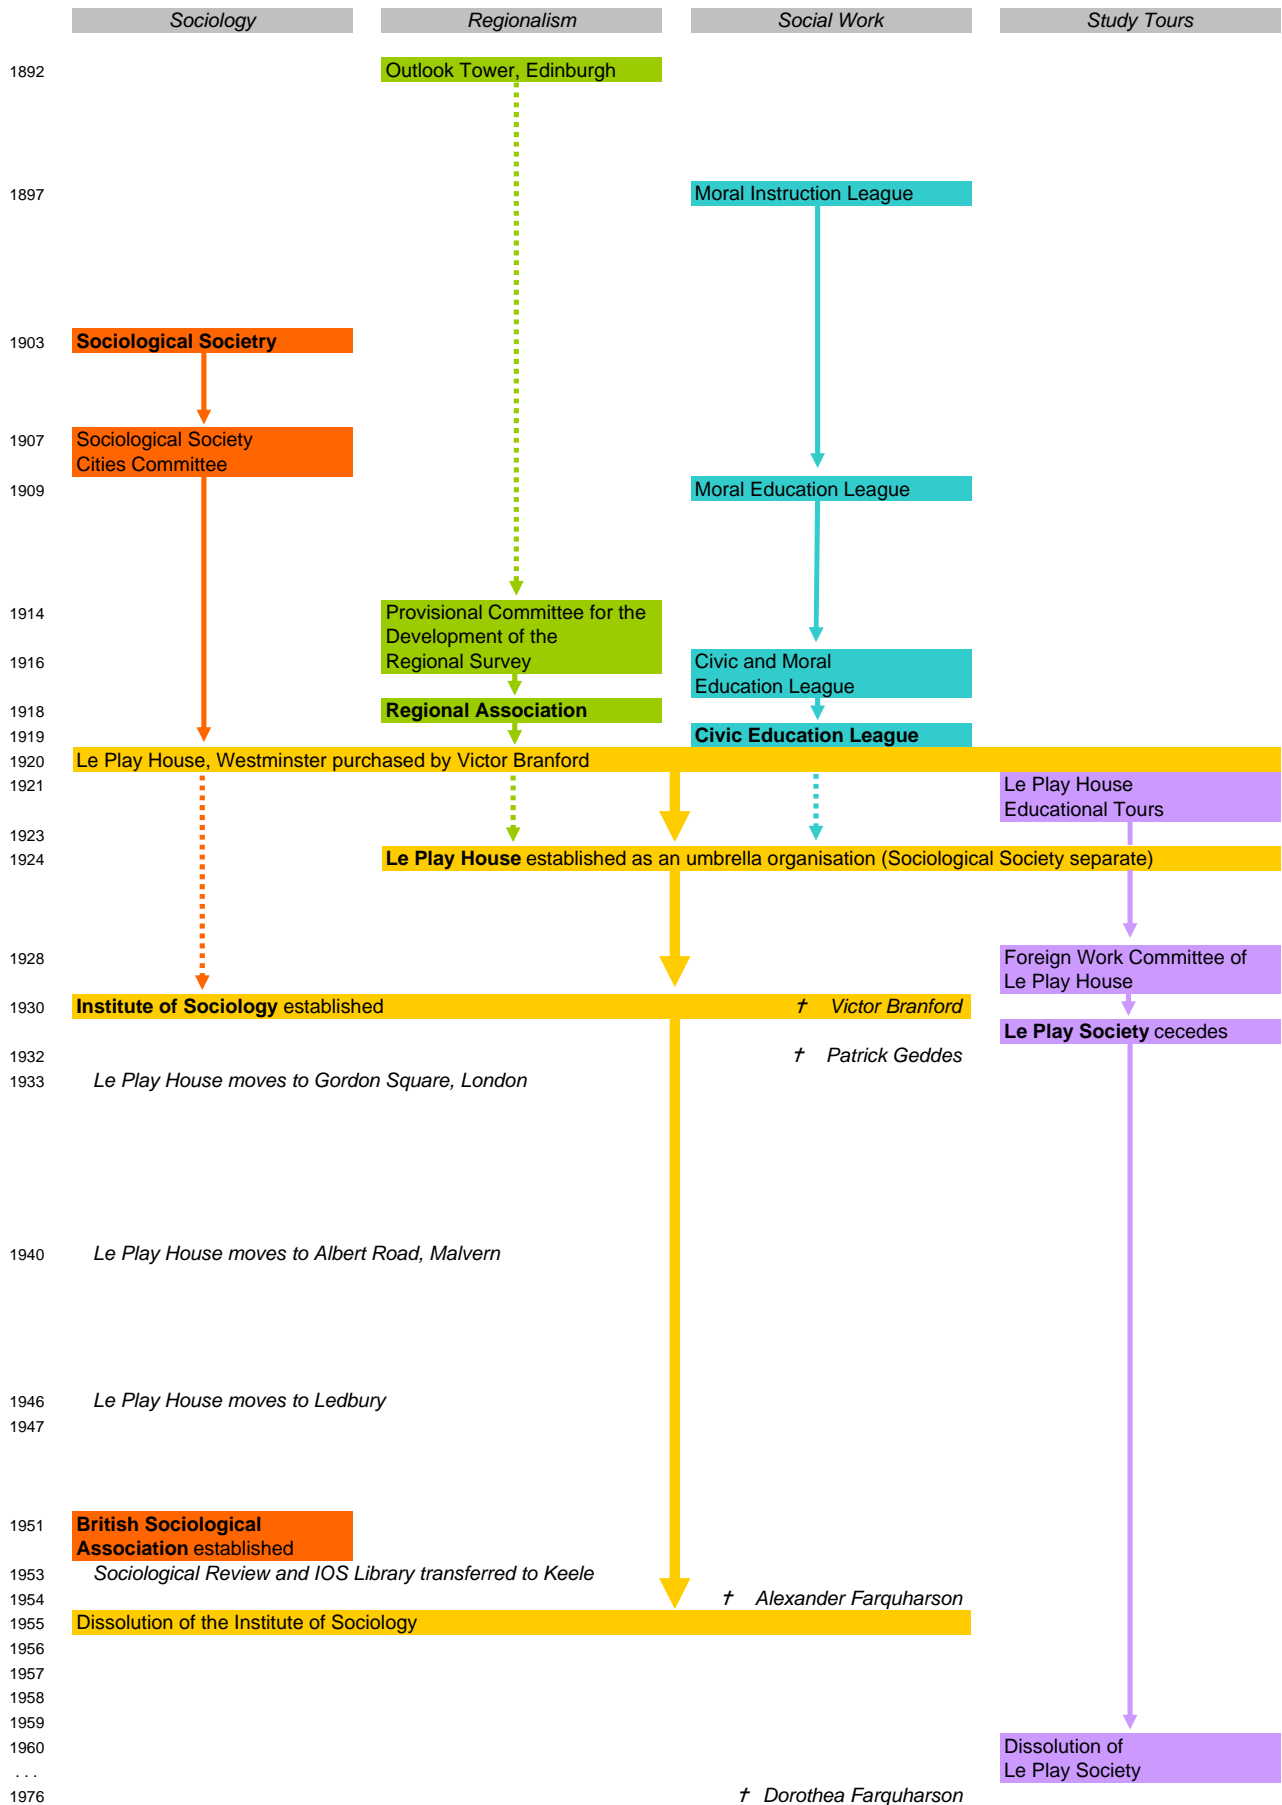 Sociology
Regionalism
Social Work
Study Tours
1892
Outlook Tower, Edinburgh
1897
Moral Instruction League
1903
Sociological Societry
1907
Sociological Society
Cities Committee
1909
Moral Education League
1914
Provisional Committee for the
Development of the
Regional Survey
1916
Civic and Moral
Education League
1918
Regional Association
1919
Civic Education League
1920
Le Play House, Westminster purchased by Victor Branford
1921
Le Play House
Educational Tours
1923
1924
Le Play House established as an umbrella organisation (Sociological Society separate)
1928
Foreign Work Committee of
Le Play House
1930
Institute of Sociology established
† Victor Branford
Le Play Society cecedes
1932
† Patrick Geddes
1933
Le Play House moves to Gordon Square, London
1940
Le Play House moves to Albert Road, Malvern
1946
Le Play House moves to Ledbury
1947
1951
British Sociological
Association established
1953
Sociological Review and IOS Library transferred to Keele
1954
† Alexander Farquharson
1955
Dissolution of the Institute of Sociology
1956
1957
1958
1959
1960
Dissolution of
Le Play Society
. . .
1976
† Dorothea Farquharson